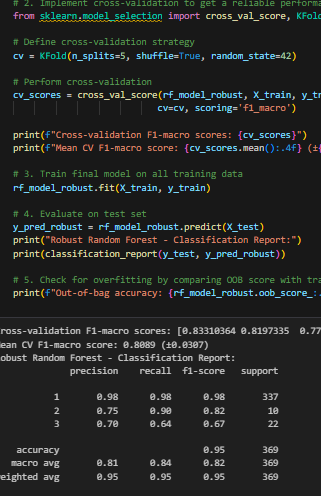 # 2. Implement cross-validation to get a reliable performa
from sklearn.model_selection import cross_val_score, KFol
# Define cross-validation strategy
cv = KFold(n_splits=5, shuffle=True, random_state=42)
# Perform cross-validation
cv_scores = cross_val_score(rf_model_robust, X_train, y_tr
cv=cv, scoring='f1_macro')
print(f"Cross-validation F1-macro scores: {cv_scores}")
print(f"Mean CV F1-macro score: {cv_scores.mean():.4f} (±{
# 3. Train final model on all training data
rf_model_robust.fit(X_train, y_train)
# 4. Evaluate on test set
y_pred_robust = rf_model_robust.predict(X_test)
print("Robust Random Forest - Classification Report:")
print(classification_report(y_test, y_pred_robust))
# 5. Check for overfitting by comparing OOB score with tra
print(f"Out-of-bag accuracy: {rf_model_robust.oob_score_:.
ross-validation F1-macro scores: [0.83310364 0.8197335 0.77
ean CV F1-macro score: 0.8089 (±0.0307)
obust Random Forest - Classification Report:
precision recall f1-score support
1 0.98 0.98 0.98 337
2 0.75 0.90 0.82 10
3 0.70 0.64 0.67 22
accuracy 0.95 369
macro avg 0.81 0.84 0.82 369
eighted avg 0.95 0.95 0.95 369